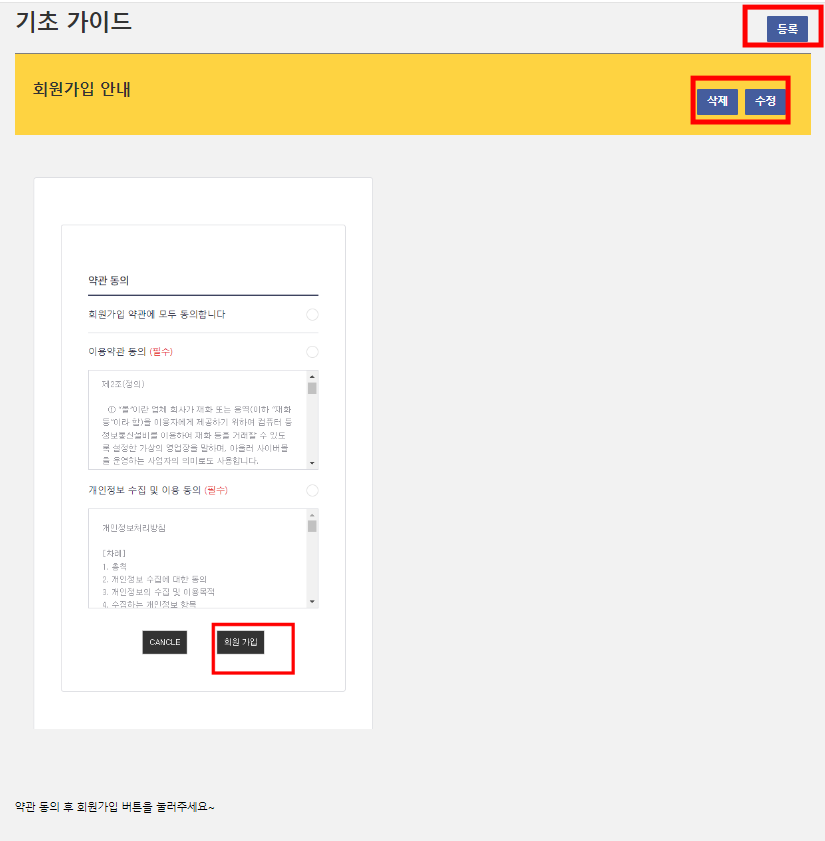 기초 가이드
등록
회원가입 안내
삭제 수정
약관 동의
회원가입 약관에 모두 동의합니다
이용약관 동의 (필수)
제2조(정의)
① "몰"이란 업체 회사가 재화 또는 용역(이하 "재화
등"이라 함)을 이용자에게 제공하기 위하여 컴퓨터 등
정보통신설비를 이용하여 재화 등을 거래할 수 있도
록 설정한 가상의 영업장을 말하며, 아울러 사이버몰
을 운영하는 사업자의 의미로도 사용합니다.
개인정보 수집 및 이용 동의 (필수)
개인정보처리방침
[차례]
1. 총칙
2. 개인정보 수집에 대한 동의
3. 개인정보의 수집 및 이용목적
4. 수집하는 개인정보 항목
CANCLE 회원 가입
약관 동의 후 회원가입 버튼을 눌러주세요~